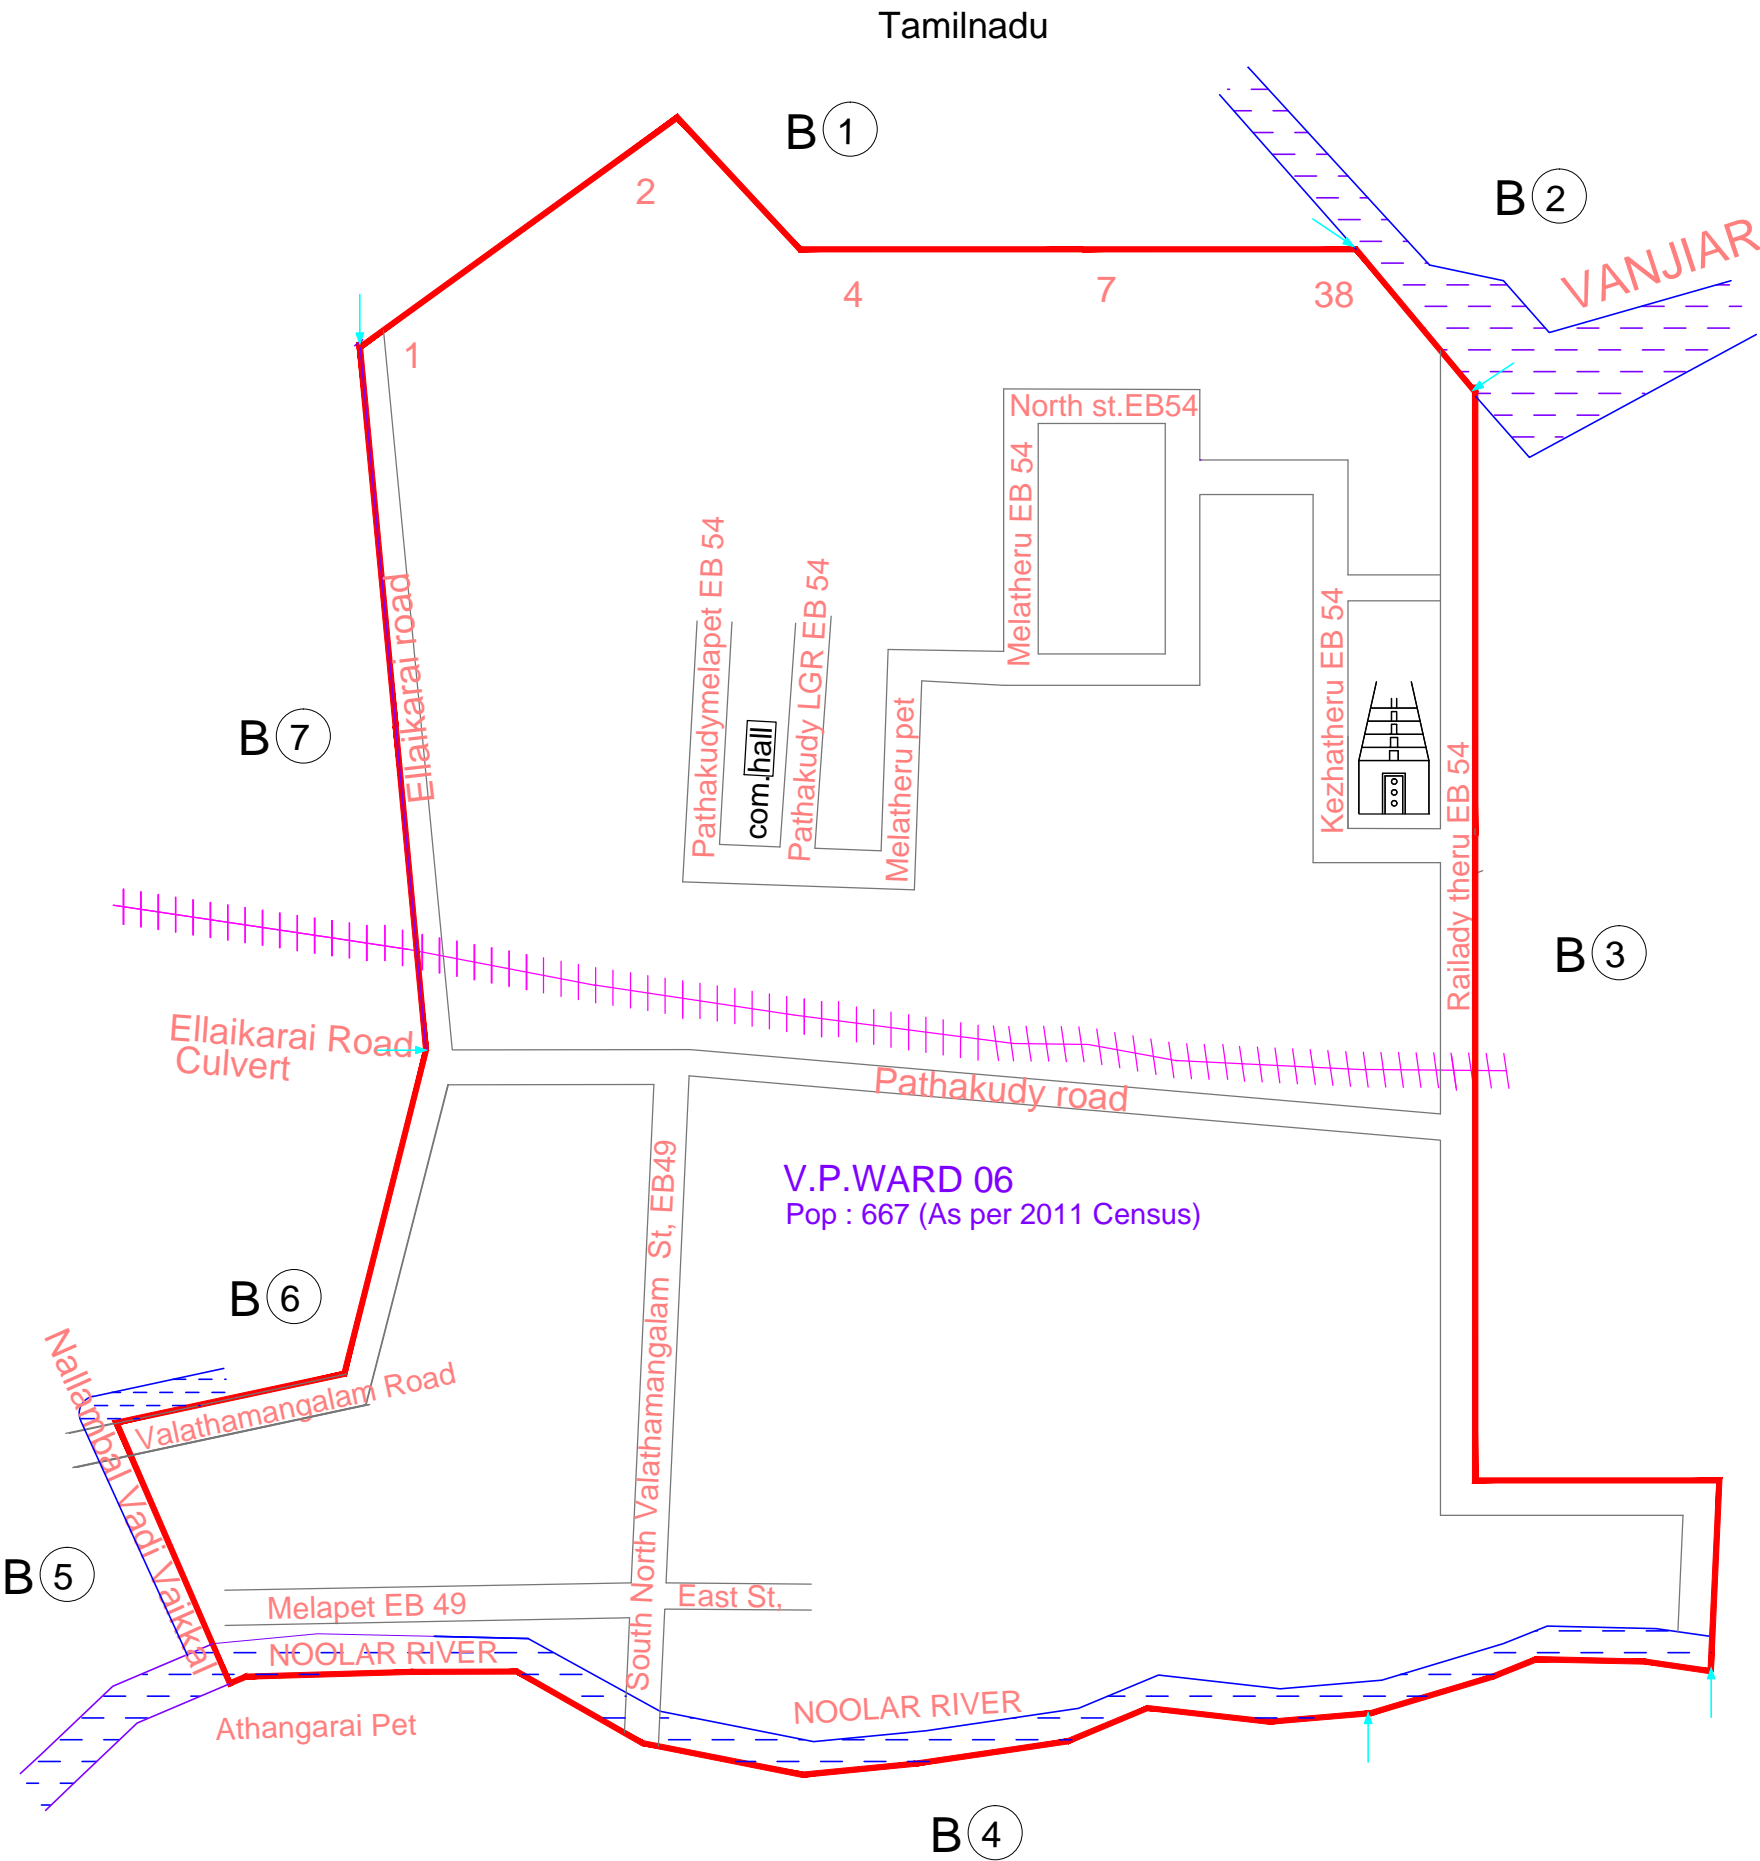 Tamilnadu
B 1
B 2
VANJIAR
2
4
7
38
1
North st.EB54
Melatheru EB 54
Pathakudymelapet EB 54
com.hall
Pathakudy LGR EB 54
Melatheru pet
Kezhatheru EB 54
Railady theru EB 54
Ellaikarai road
B 7
B 3
Ellaikarai Road
Culvert
Pathakudy road
V.P.WARD 06
Pop : 667 (As per 2011 Census)
South North Valathamangalam St, EB49
B 6
Nallambal Vadi Vaikkal
Valathamangalam Road
B 5
Melapet EB 49
East St,
NOOLAR RIVER
NOOLAR RIVER
Athangarai Pet
B 4